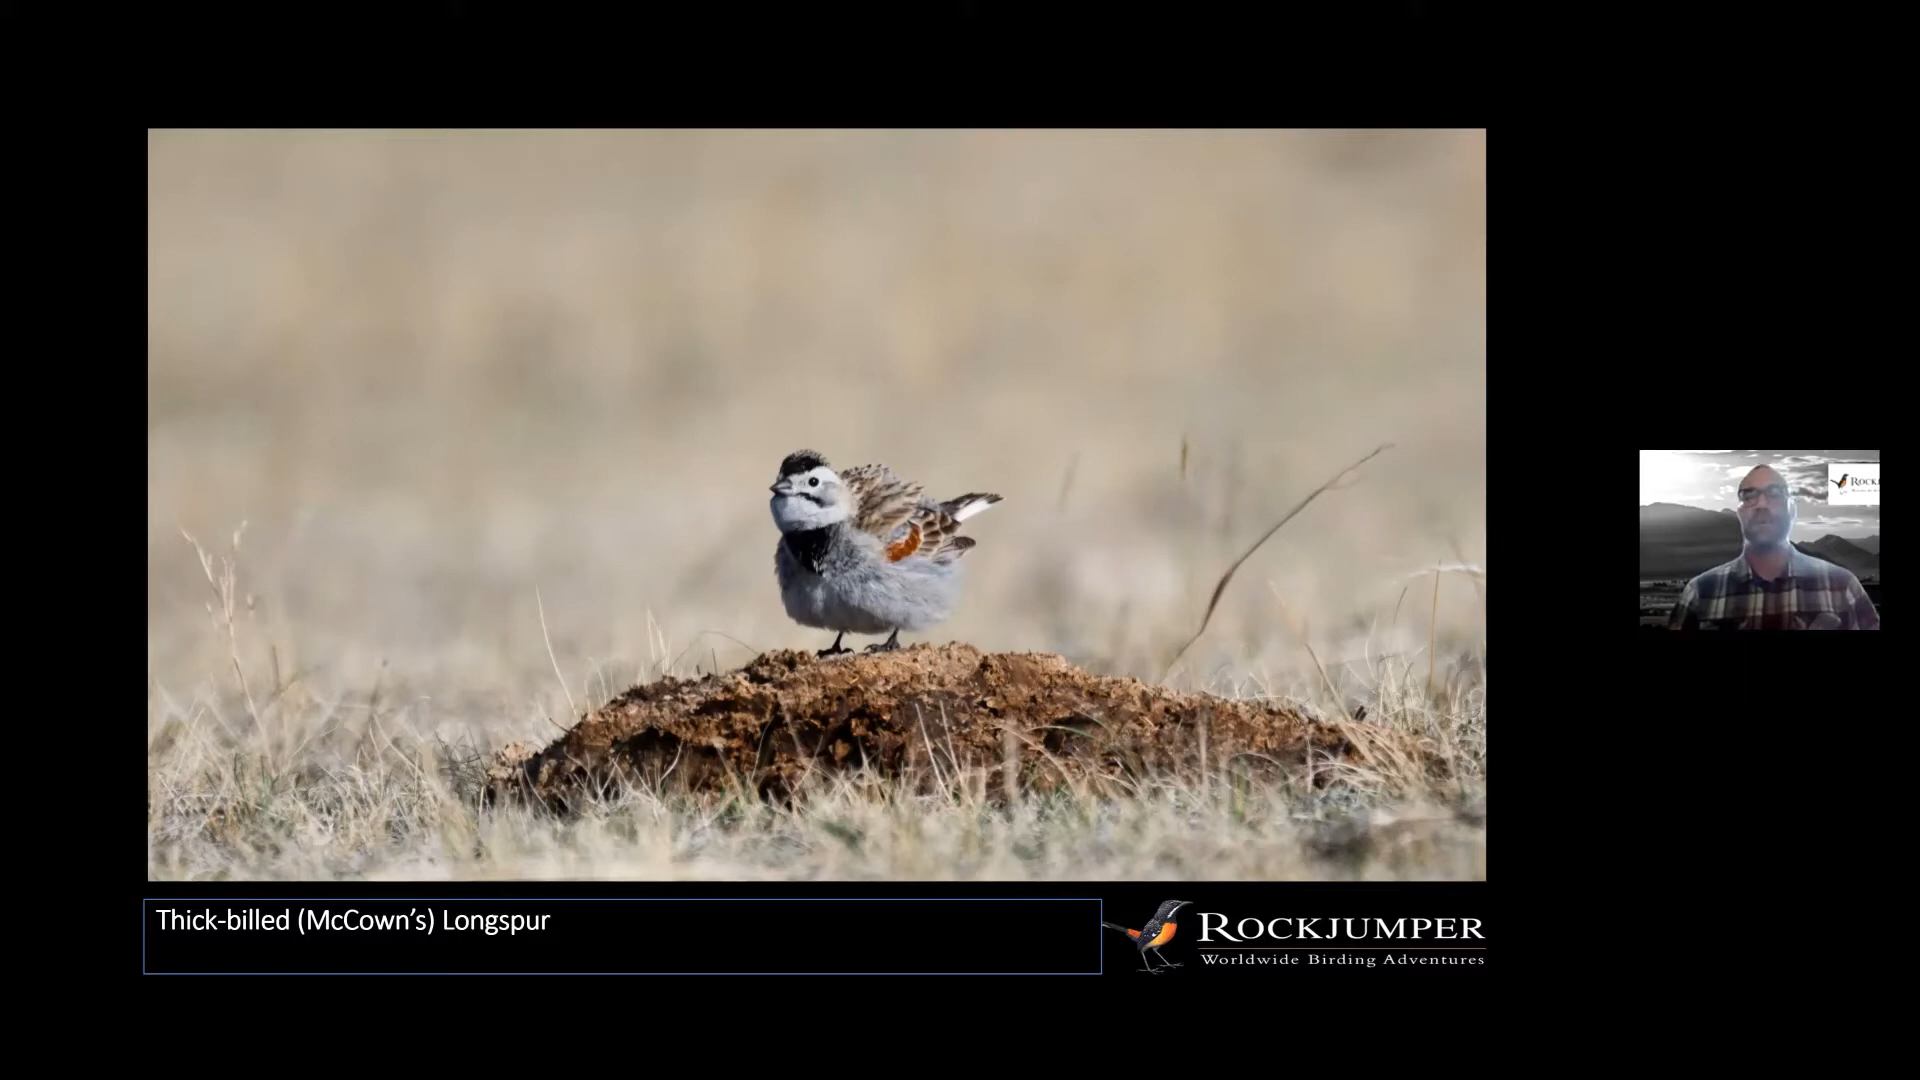 Thick-billed (McCown’s) Longspur
ROCKJUMPER
Worldwide Birding Adventures